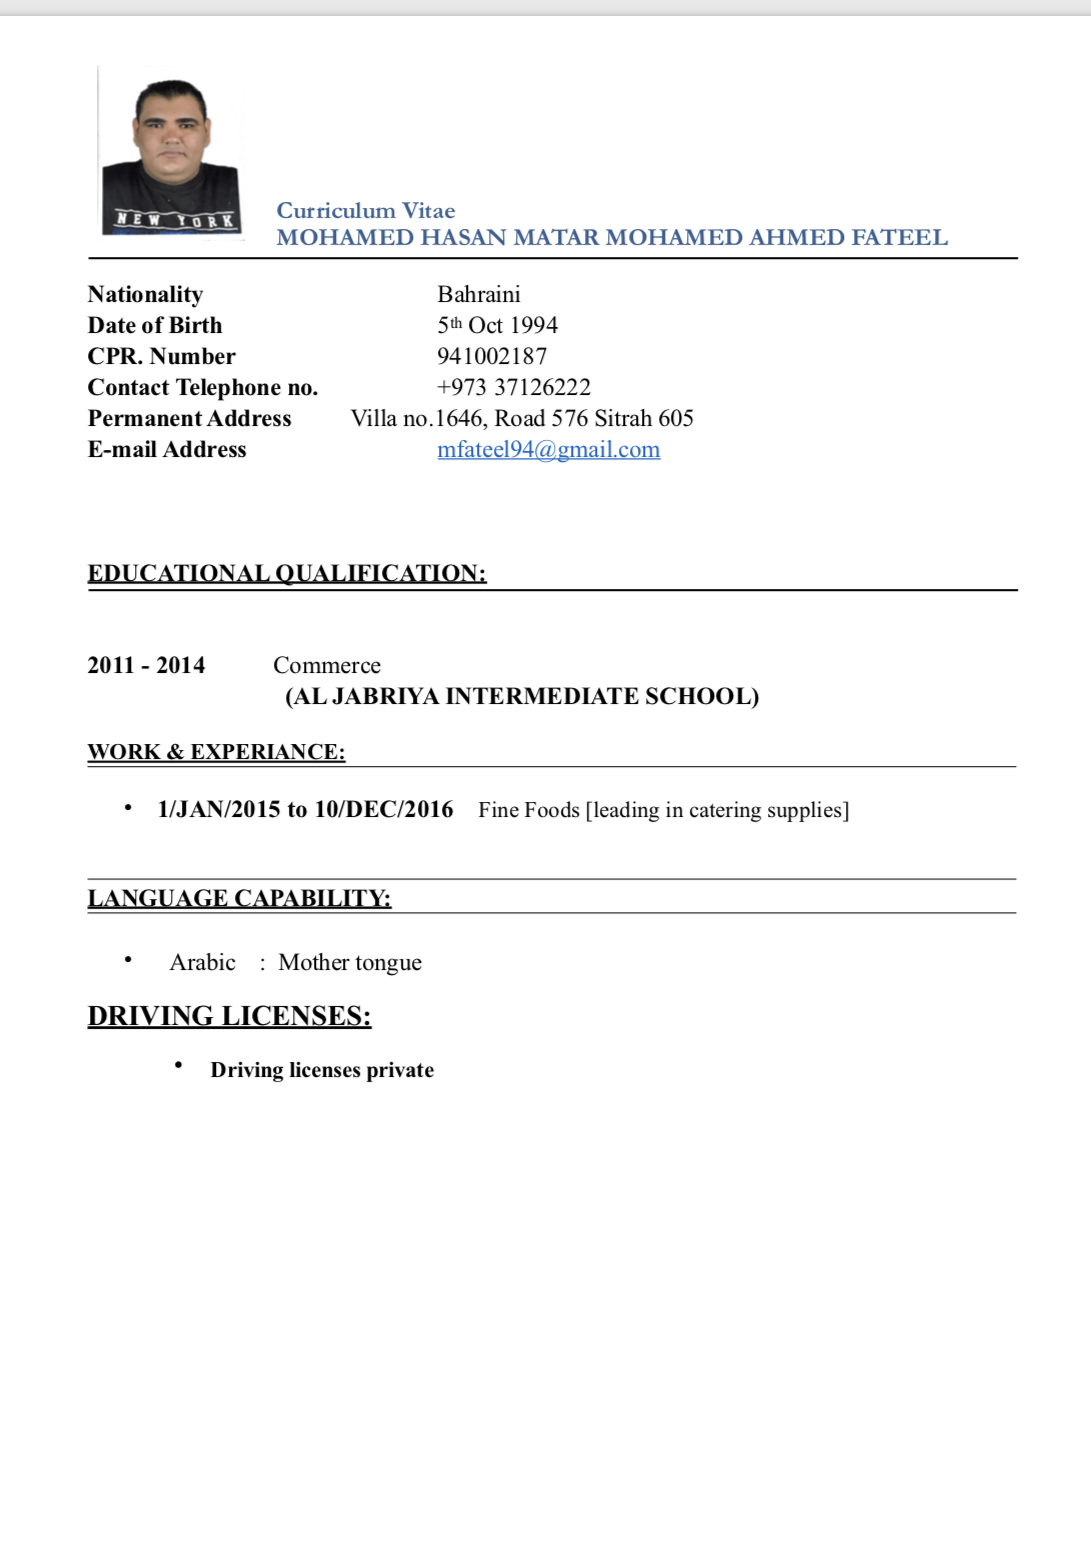 NEW YORK
Curriculum Vitae
MOHAMED HASAN MATAR MOHAMED AHMED FATEEL
Nationality Bahraini
Date of Birth 5th Oct 1994
CPR. Number 941002187
Contact Telephone no. +973 37126222
Permanent Address Villa no.1646, Road 576 Sitrah 605
E-mail Address mfateel94@gmail.com
EDUCATIONAL QUALIFICATION:
2011 - 2014 Commerce
(AL JABRIYA INTERMEDIATE SCHOOL)
WORK & EXPERIANCE:
• 1/JAN/2015 to 10/DEC/2016 Fine Foods [leading in catering supplies]
LANGUAGE CAPABILITY:
• Arabic : Mother tongue
DRIVING LICENSES:
• Driving licenses private